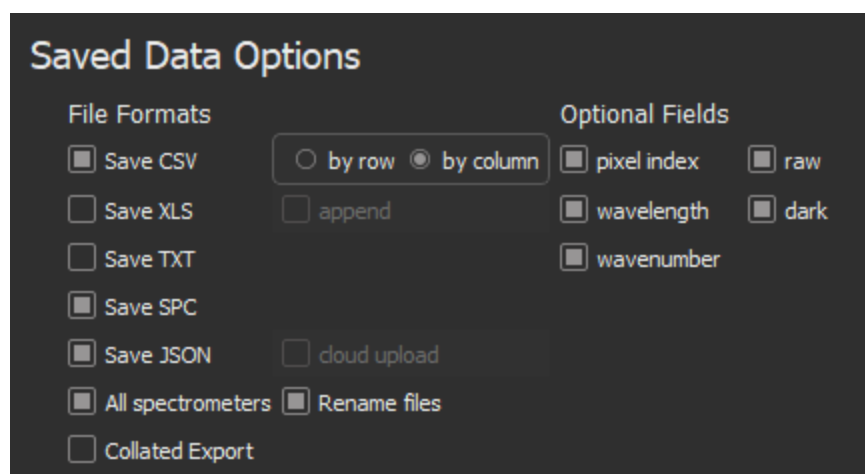 Saved Data Options
File Formats
Optional Fields
Save CSV by row by column pixel index raw
Save XLS append wavelength dark
Save TXT wavenumber
Save SPC
Save JSON cloud upload
All spectrometers Rename files
Collated Export